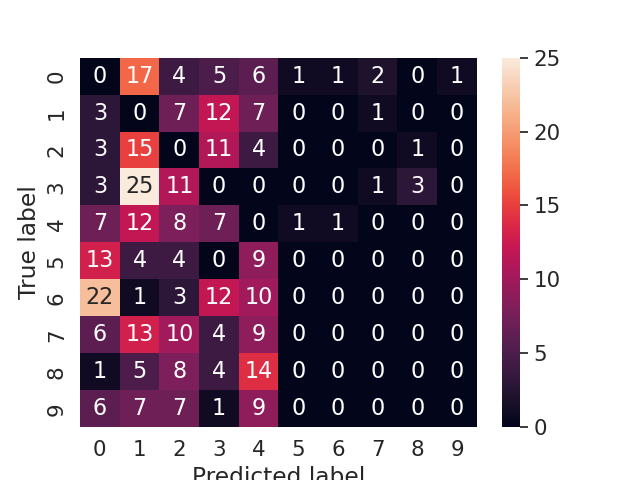 0 0 17 4 5 6 1 1 2 0 1
1 3 0 7 12 7 0 0 1 0 0
2 3 15 0 11 4 0 0 0 1 0
3 3 25 11 0 0 0 0 1 3 0
4 7 12 8 7 0 1 1 0 0 0
5 13 4 4 0 9 0 0 0 0 0
6 22 1 3 12 10 0 0 0 0 0
7 6 13 10 4 9 0 0 0 0 0
8 1 5 8 4 14 0 0 0 0 0
9 6 7 7 1 9 0 0 0 0 0
0 1 2 3 4 5 6 7 8 9
Predicted label
True label
25
20
15
10
5
0